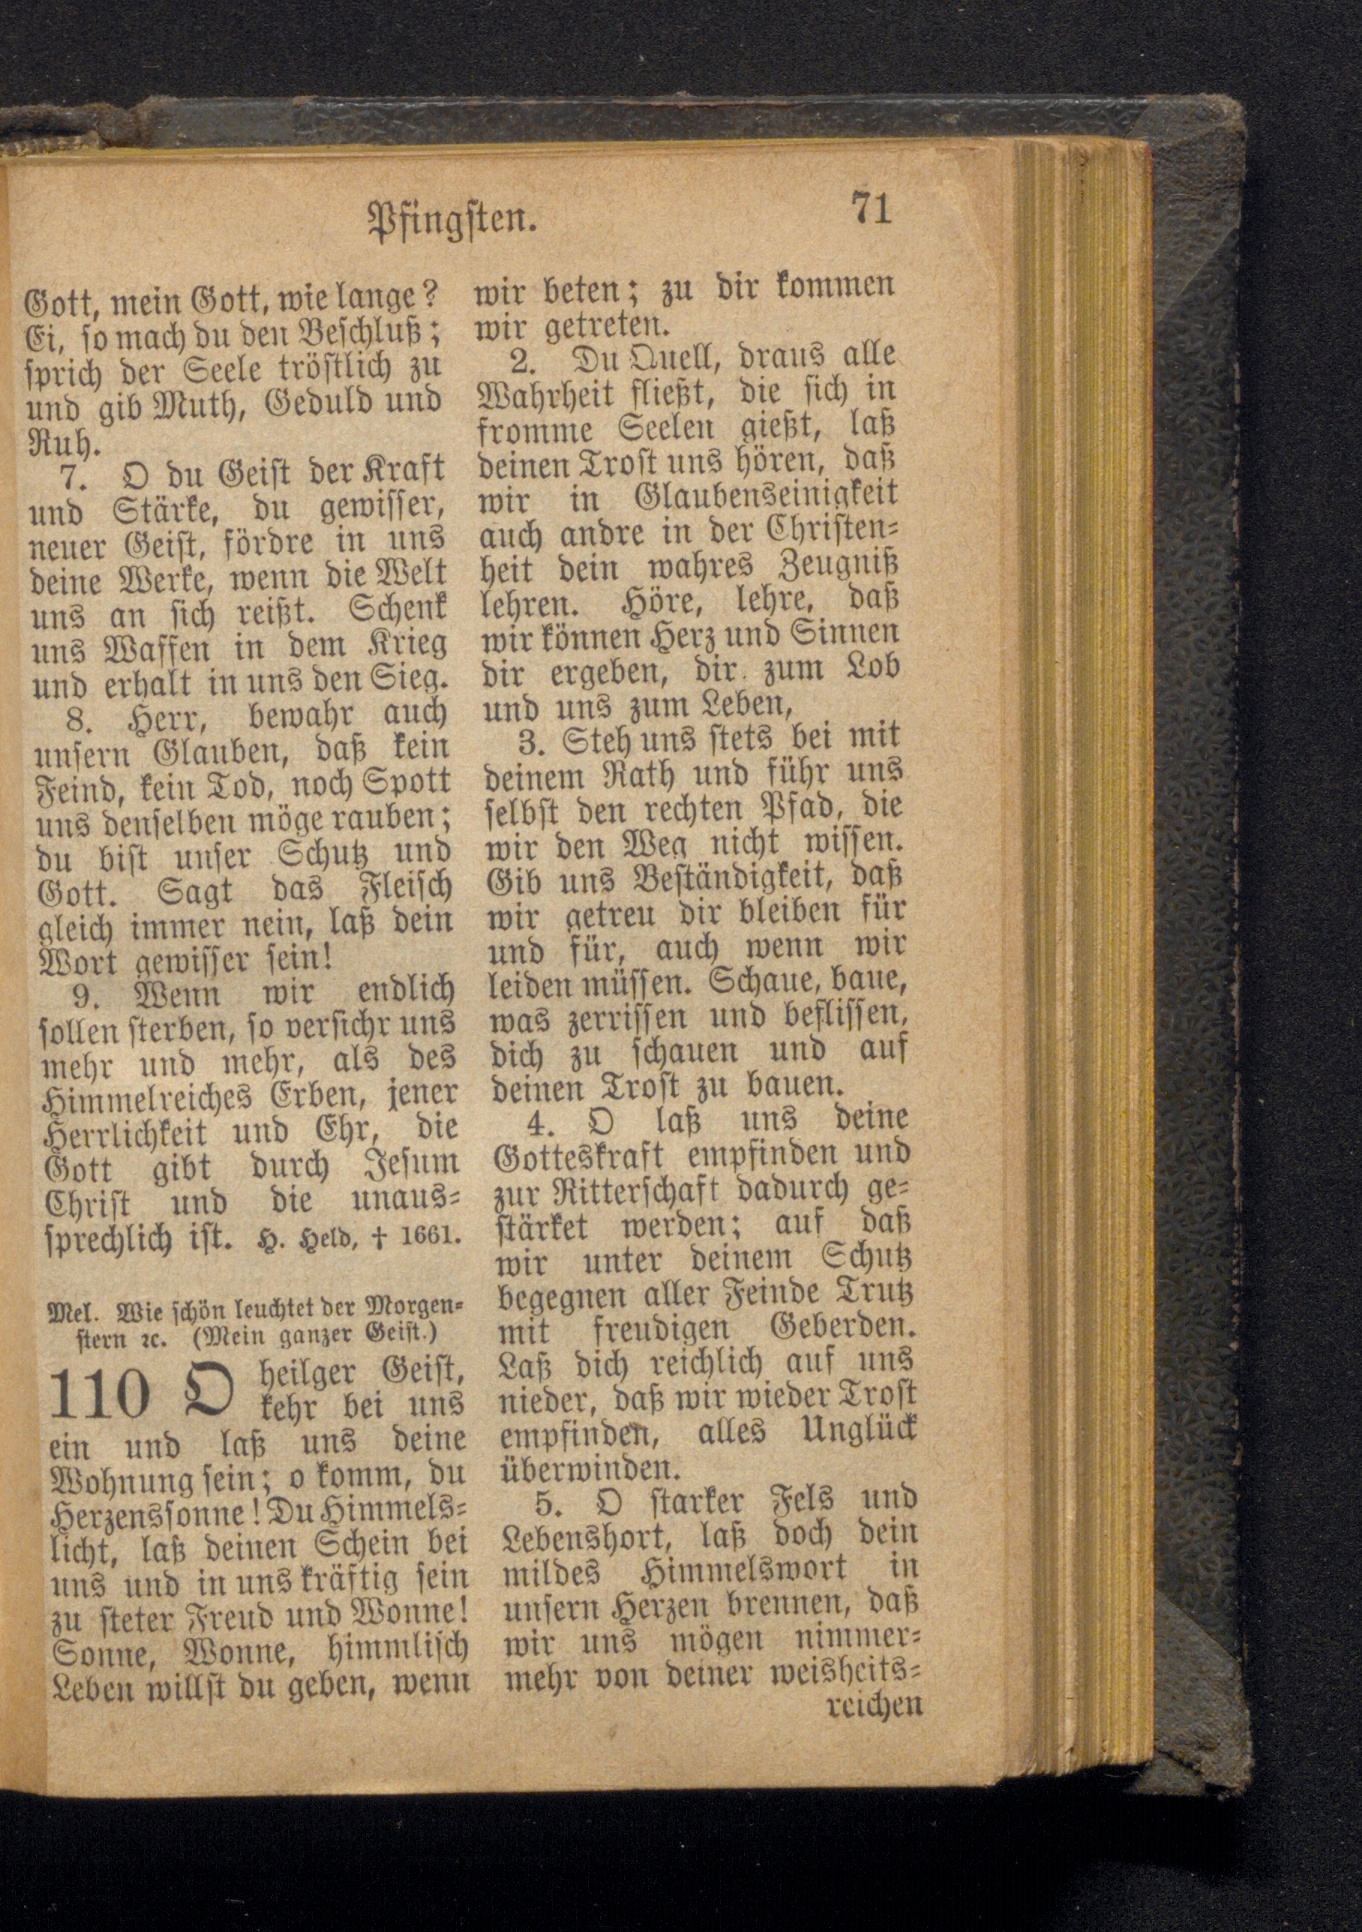 Pfingsten.
71
Gott, mein Gott, wie lange?
Ei, so mach du den Beschluß;
sprich der Seele tröstlich zu
und gib Muth, Geduld und
Ruh.
7. O du Geist der Kraft
und Stärke, du gewisser,
neuer Geist, fördre in uns
deine Werke, wenn die Welt
uns an sich reißt. Schenk
uns Waffen in dem Krieg
und erhalt in uns den Sieg.
8. Herr, bewahr auch
unsern Glauben, daß kein
Feind, kein Tod, noch Spott
uns denselben möge rauben;
du bist unser Schutz und
Gott. Sagt das Fleisch
gleich immer nein, laß dein
Wort gewisser sein!
9. Wenn wir endlich
sollen sterben, so versichr uns
mehr und mehr, als des
Himmelreiches Erben, jener
Herrlichkeit und Ehr, die
Gott gibt durch Jesum
Christ und die unaus=
sprechlich ist. H. Held, † 1661.
Mel. Wie schön leuchtet der Morgen=
stern ꝛc. (Mein ganzer Geist.)
110 O heilger Geist,
kehr bei uns
ein und laß uns deine
Wohnung sein; o komm, du
Herzenssonne! Du Himmels=
licht, laß deinen Schein bei
uns und in uns kräftig sein
zu steter Freud und Wonne!
Sonne, Wonne, himmlisch
Leben willst du geben, wenn
wir beten; zu dir kommen
wir getreten.
2. Du Quell, draus alle
Wahrheit fließt, die sich in
fromme Seelen gießt, laß
deinen Trost uns hören, daß
wir in Glaubenseinigkeit
auch andre in der Christen=
heit dein wahres Zeugniß
lehren. Höre, lehre, daß
wir können Herz und Sinnen
dir ergeben, dir zum Lob
und uns zum Leben,
3. Steh uns stets bei mit
deinem Rath und führ uns
selbst den rechten Pfad, die
wir den Weg nicht wissen.
Gib uns Beständigkeit, daß
wir getreu dir bleiben für
und für, auch wenn wir
leiden müssen. Schaue, baue,
was zerrissen und beflissen,
dich zu schauen und auf
deinen Trost zu bauen.
4. O laß uns deine
Gotteskraft empfinden und
zur Ritterschaft dadurch ge=
stärket werden; auf daß
wir unter deinem Schutz
begegnen aller Feinde Trutz
mit freudigen Geberden.
Laß dich reichlich auf uns
nieder, daß wir wieder Trost
empfinden, alles Unglück
überwinden.
5. O starker Fels und
Lebenshort, laß doch dein
mildes Himmelswort in
unsern Herzen brennen, daß
wir uns mögen nimmer=
mehr von deiner weisheits=
reichen